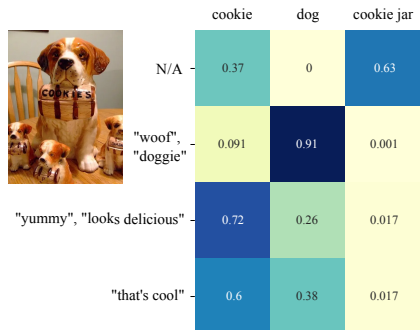 cookie dog cookie jar
COOKIES
N/A 0.37 0 0.63
"woof",
"doggie" 0.091 0.91 0.001
"yummy", "looks delicious" 0.72 0.26 0.017
"that's cool" 0.6 0.38 0.017